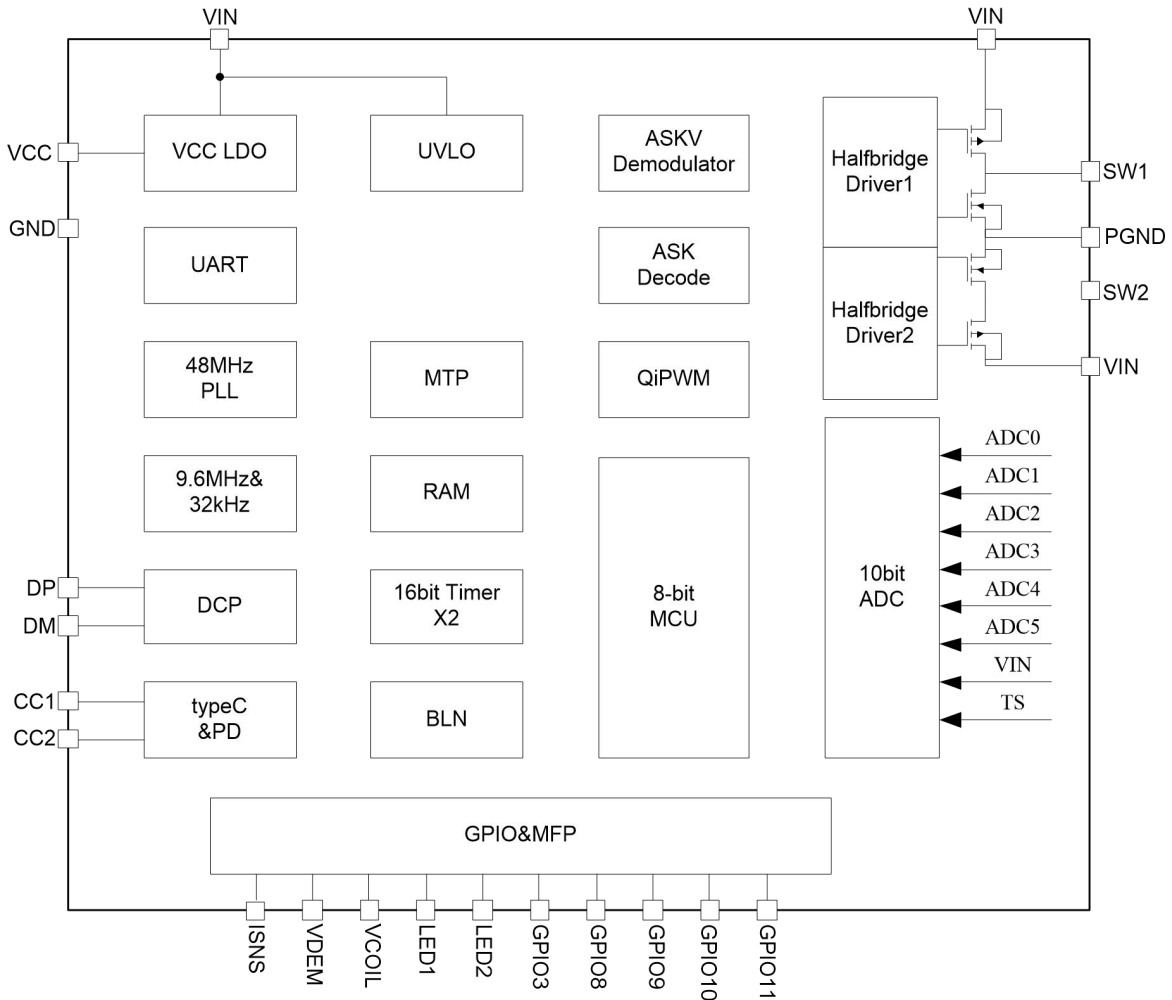 VIN
VIN
VCC
VCC LDO
UVLO
ASKV
Demodulator
Halfbridge
Driver1
SW1
GND
PGND
UART
ASK
Decode
SW2
Halfbridge
Driver2
48MHz
PLL
MTP
QiPWM
VIN
9.6MHz&
32kHz
RAM
8-bit
MCU
10bit
ADC
ADC0
ADC1
ADC2
ADC3
ADC4
ADC5
VIN
TS
DP
DM
DCP
16bit Timer
X2
CC1
CC2
typeC
&PD
BLN
GPIO&MFP
ISNS
VDEM
VCOIL
LED1
LED2
GPIO3
GPIO8
GPIO9
GPIO10
GPIO11